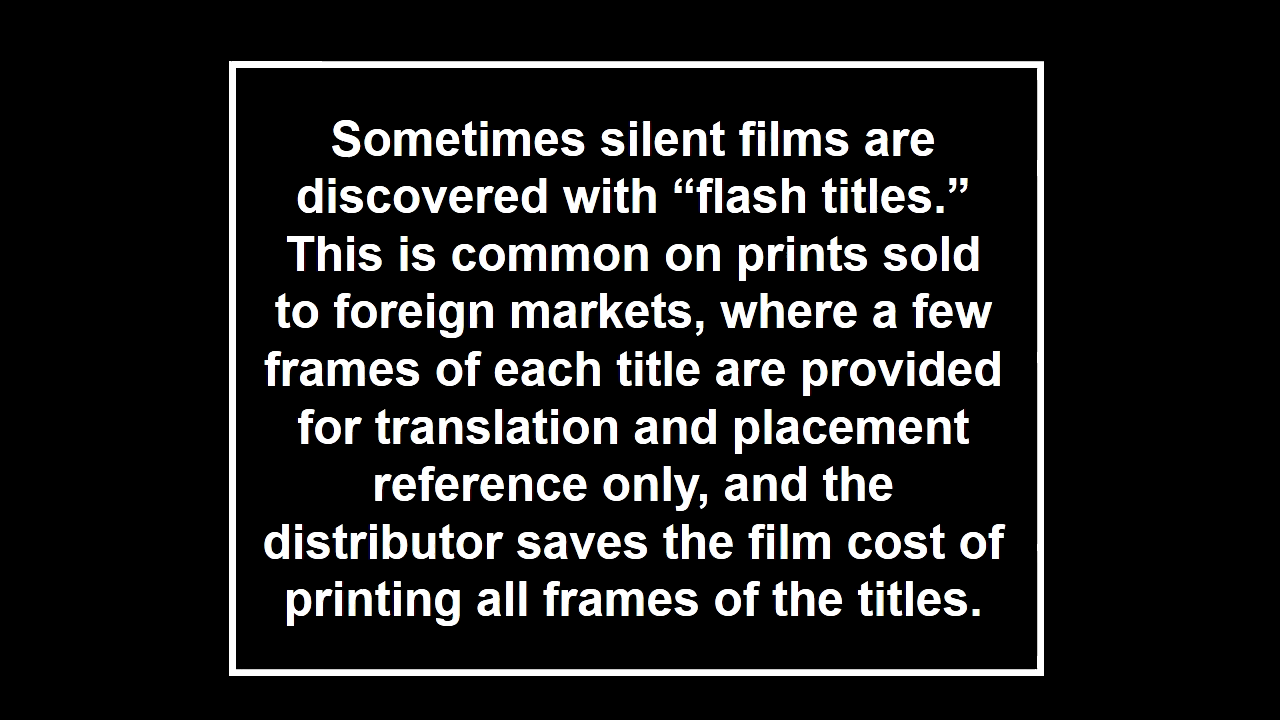 Sometimes silent films are
discovered with “flash titles.”
This is common on prints sold
to foreign markets, where a few
frames of each title are provided
for translation and placement
reference only, and the
distributor saves the film cost of
printing all frames of the titles.